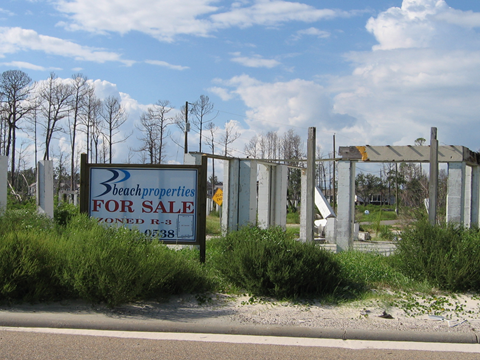 beachproperties
FOR SALE
ZONED R-3
0538